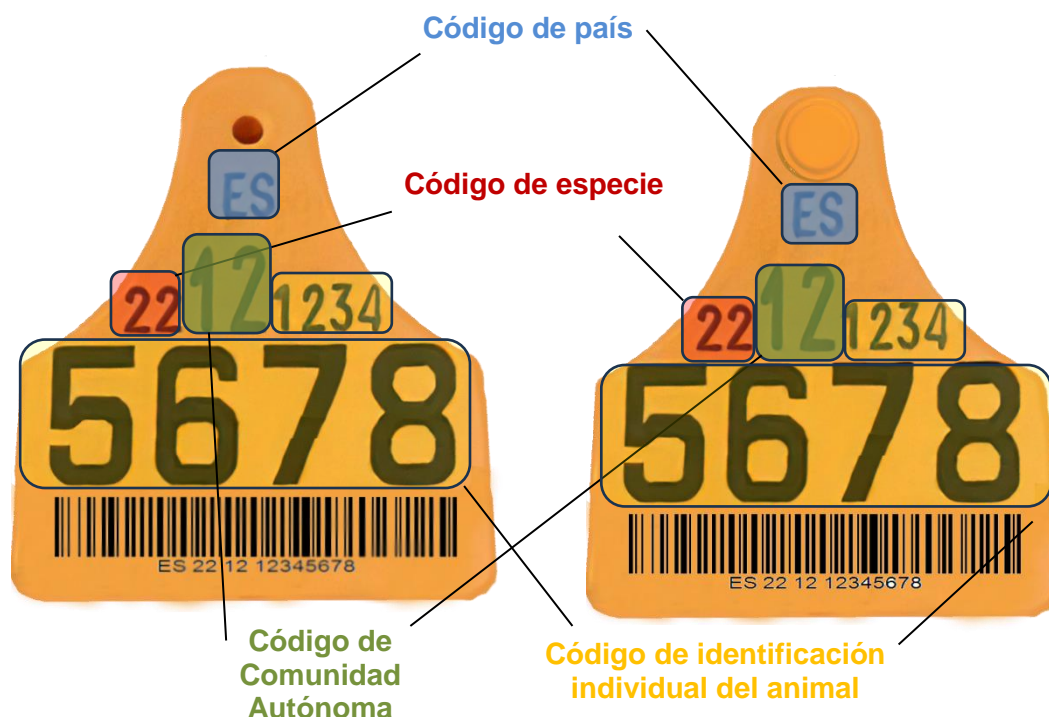 Código de país
ES
ES
Código de especie
22 12 1234
22 12 1234
5678
5678
ES 22 12 12345678
ES 22 12 12345678
Código de
Comunidad
Autónoma
Código de identificación
individual del animal